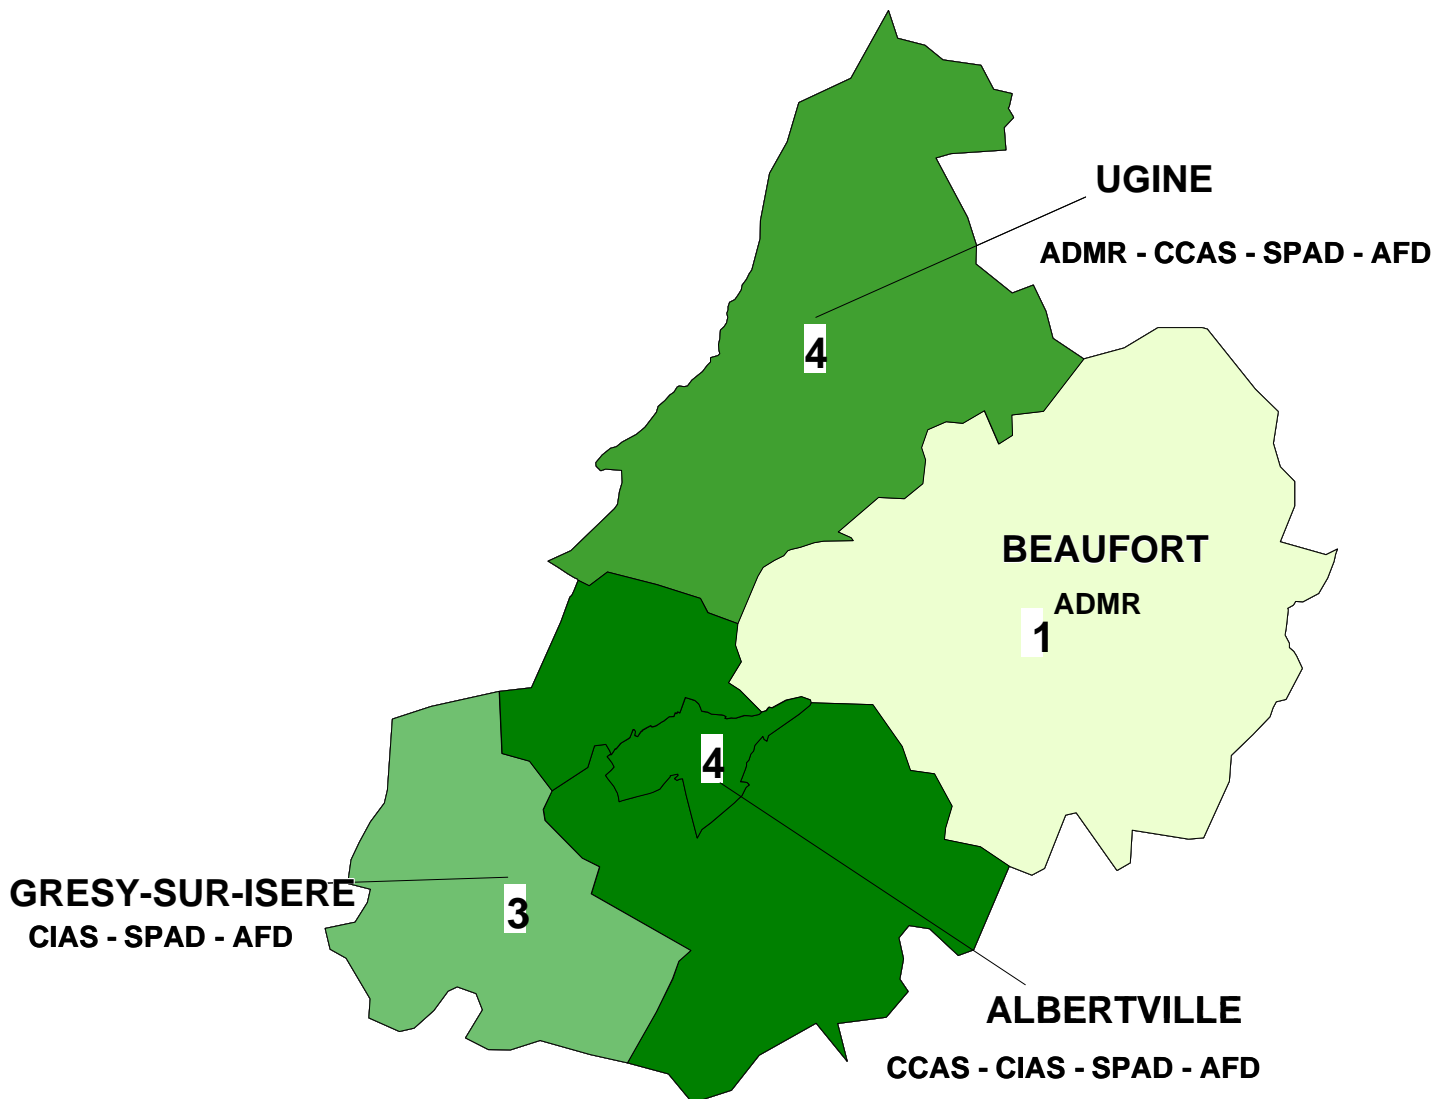 UGINE
ADMR - CCAS - SPAD - AFD
4
BEAUFORT
ADMR
1
4
GRESY-SUR-ISERE
3
CIAS - SPAD - AFD
ALBERTVILLE
CCAS - CIAS - SPAD - AFD